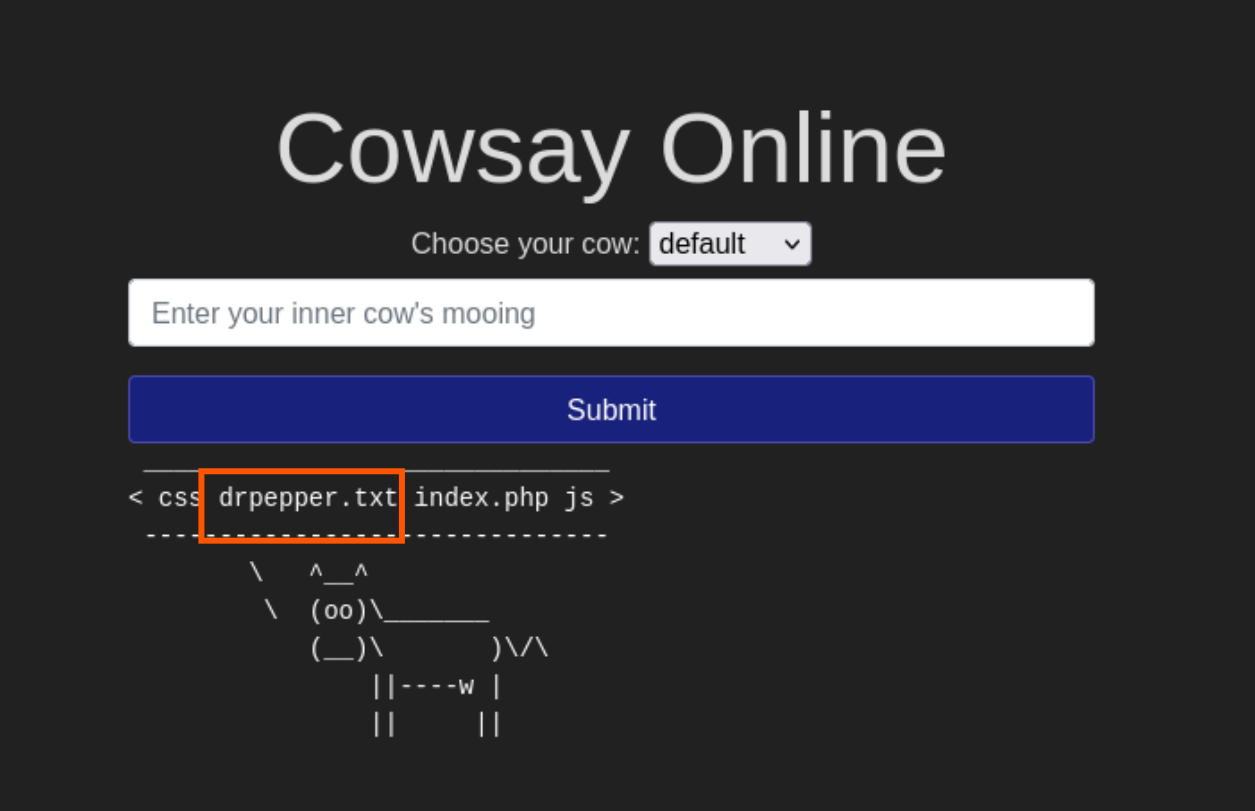 Cowsay Online
Choose your cow: default
Enter your inner cow's mooing
Submit
 _______________________________
< css drpepper.txt index.php js >
 -------------------------------
        \   ^__^
         \  (oo)\_______
            (__)\       )\/\
                ||----w |
                ||     ||